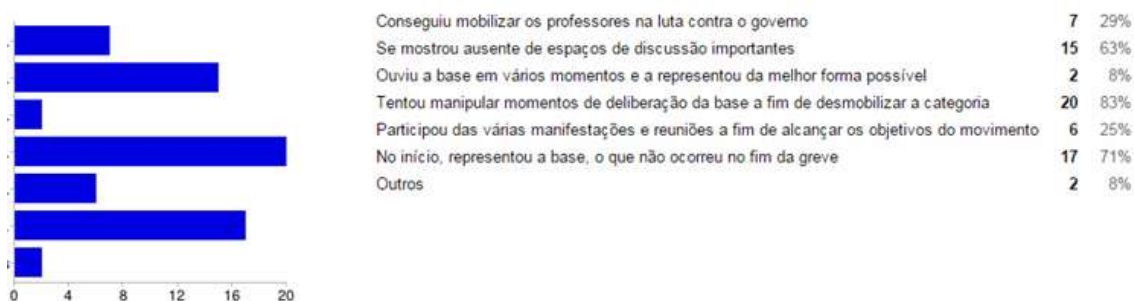 Conseguiu mobilizar os professores na luta contra o governo 7 29%
Se mostrou ausente de espaços de discussão importantes 15 63%
Ouviu a base em vários momentos e a representou da melhor forma possível 2 8%
Tentou manipular momentos de deliberação da base a fim de desmobilizar a categoria 20 83%
Participou das várias manifestações e reuniões a fim de alcançar os objetivos do movimento 6 25%
No início, representou a base, o que não ocorreu no fim da greve 17 71%
Outros 2 8%
0 4 8 12 16 20